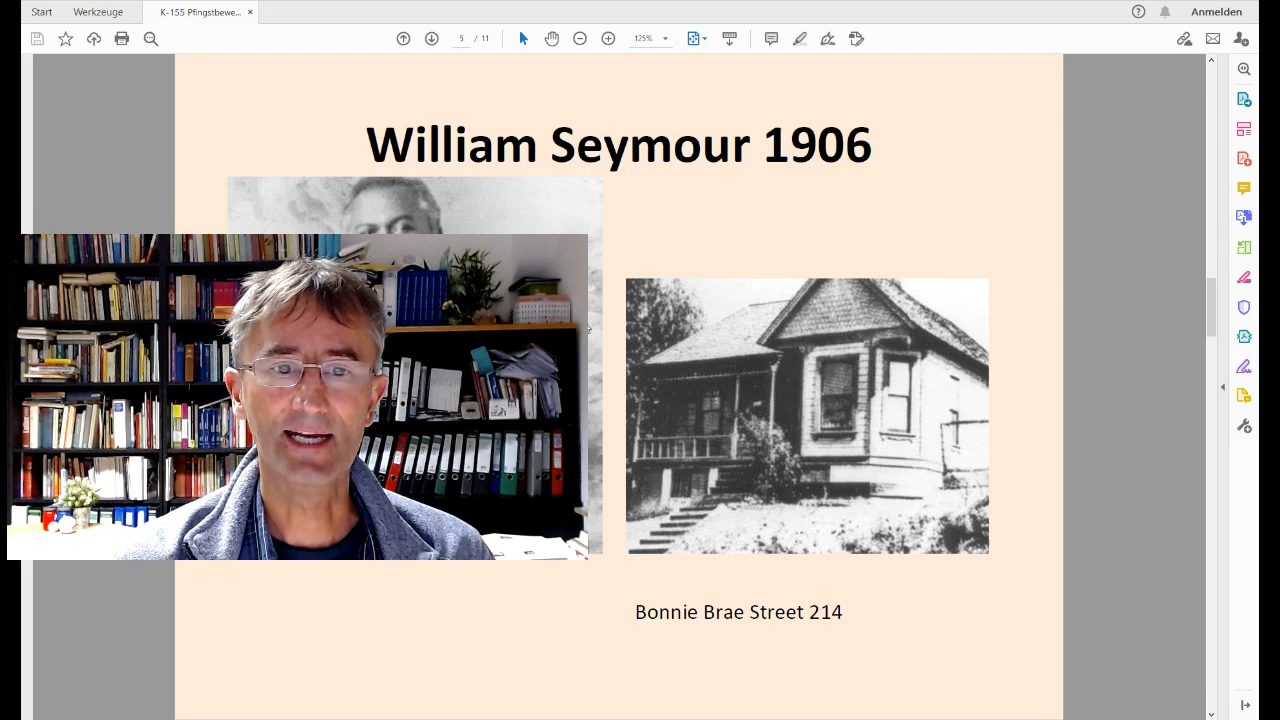 Start Werkzeuge K-155 Pfingstbewe... × Anmelden
5 / 11 125%
William Seymour 1906
Bonnie Brae Street 214